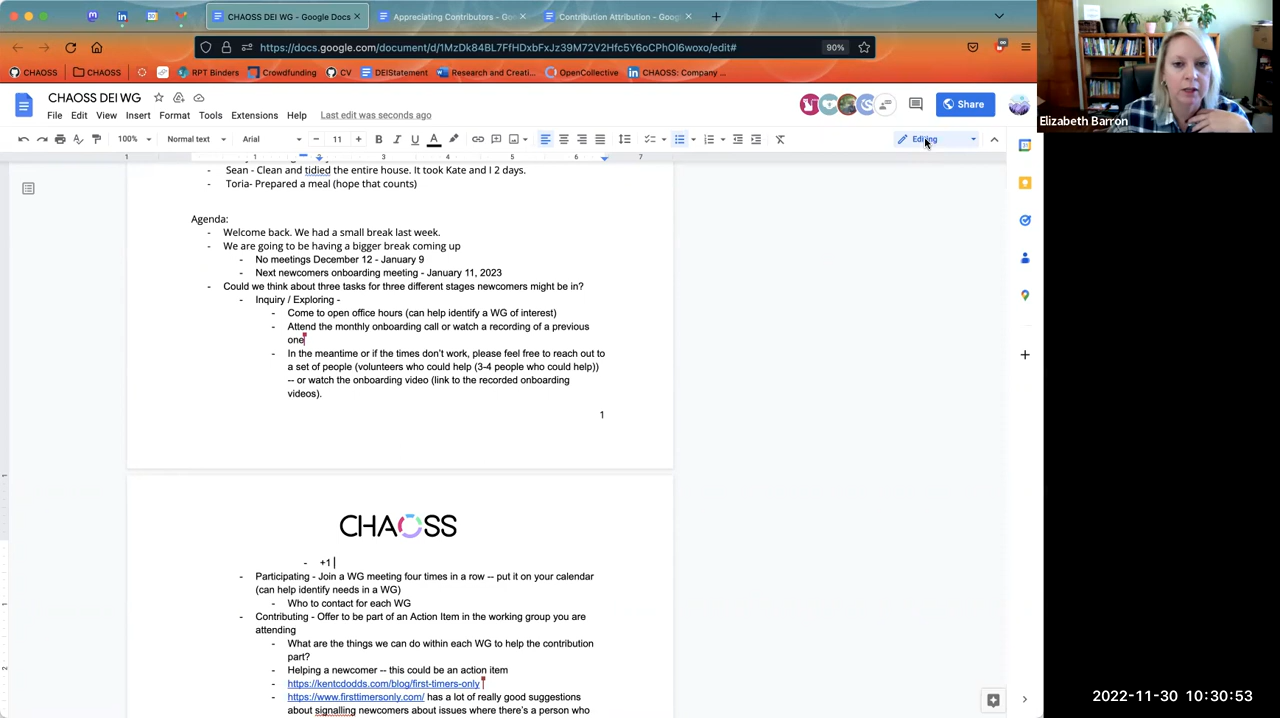 CHAOSS DEI WG - Google Docs
Appreciating Contributors - Goo
Contribution Attribution - Goog
https://docs.google.com/document/d/1MzDk84BL7FfHDxbFxJz39M72V2Hfc5Y6oCPhOI6woxo/edit#
90%
CHAOSS
CHAOSS
RPT Binders
Crowdfunding
CV
DEIStatement
Research and Creati...
OpenCollective
CHAOSS: Company ...
CHAOSS DEI WG
File Edit View Insert Format Tools Extensions Help
Last edit was seconds ago
Share
Elizabeth Barron
100%
Normal text
Arial
11
Editing
1 1 2 3 4 5 6 7
- Sean - Clean and tidied the entire house. It took Kate and I 2 days.
- Toria- Prepared a meal (hope that counts)
Agenda:
- Welcome back. We had a small break last week.
- We are going to be having a bigger break coming up
- No meetings December 12 - January 9
- Next newcomers onboarding meeting - January 11, 2023
- Could we think about three tasks for three different stages newcomers might be in?
- Inquiry / Exploring -
- Come to open office hours (can help identify a WG of interest)
- Attend the monthly onboarding call or watch a recording of a previous
one
- In the meantime or if the times don't work, please feel free to reach out to
a set of people (volunteers who could help (3-4 people who could help))
-- or watch the onboarding video (link to the recorded onboarding
videos).
1
CHAOSS
- +1
- Participating - Join a WG meeting four times in a row -- put it on your calendar
(can help identify needs in a WG)
- Who to contact for each WG
- Contributing - Offer to be part of an Action Item in the working group you are
attending
- What are the things we can do within each WG to help the contribution
part?
- Helping a newcomer -- this could be an action item
- https://kentcdodds.com/blog/first-timers-only
- https://www.firsttimersonly.com/ has a lot of really good suggestions
about signalling newcomers about issues where there's a person who
2022-11-30 10:30:53